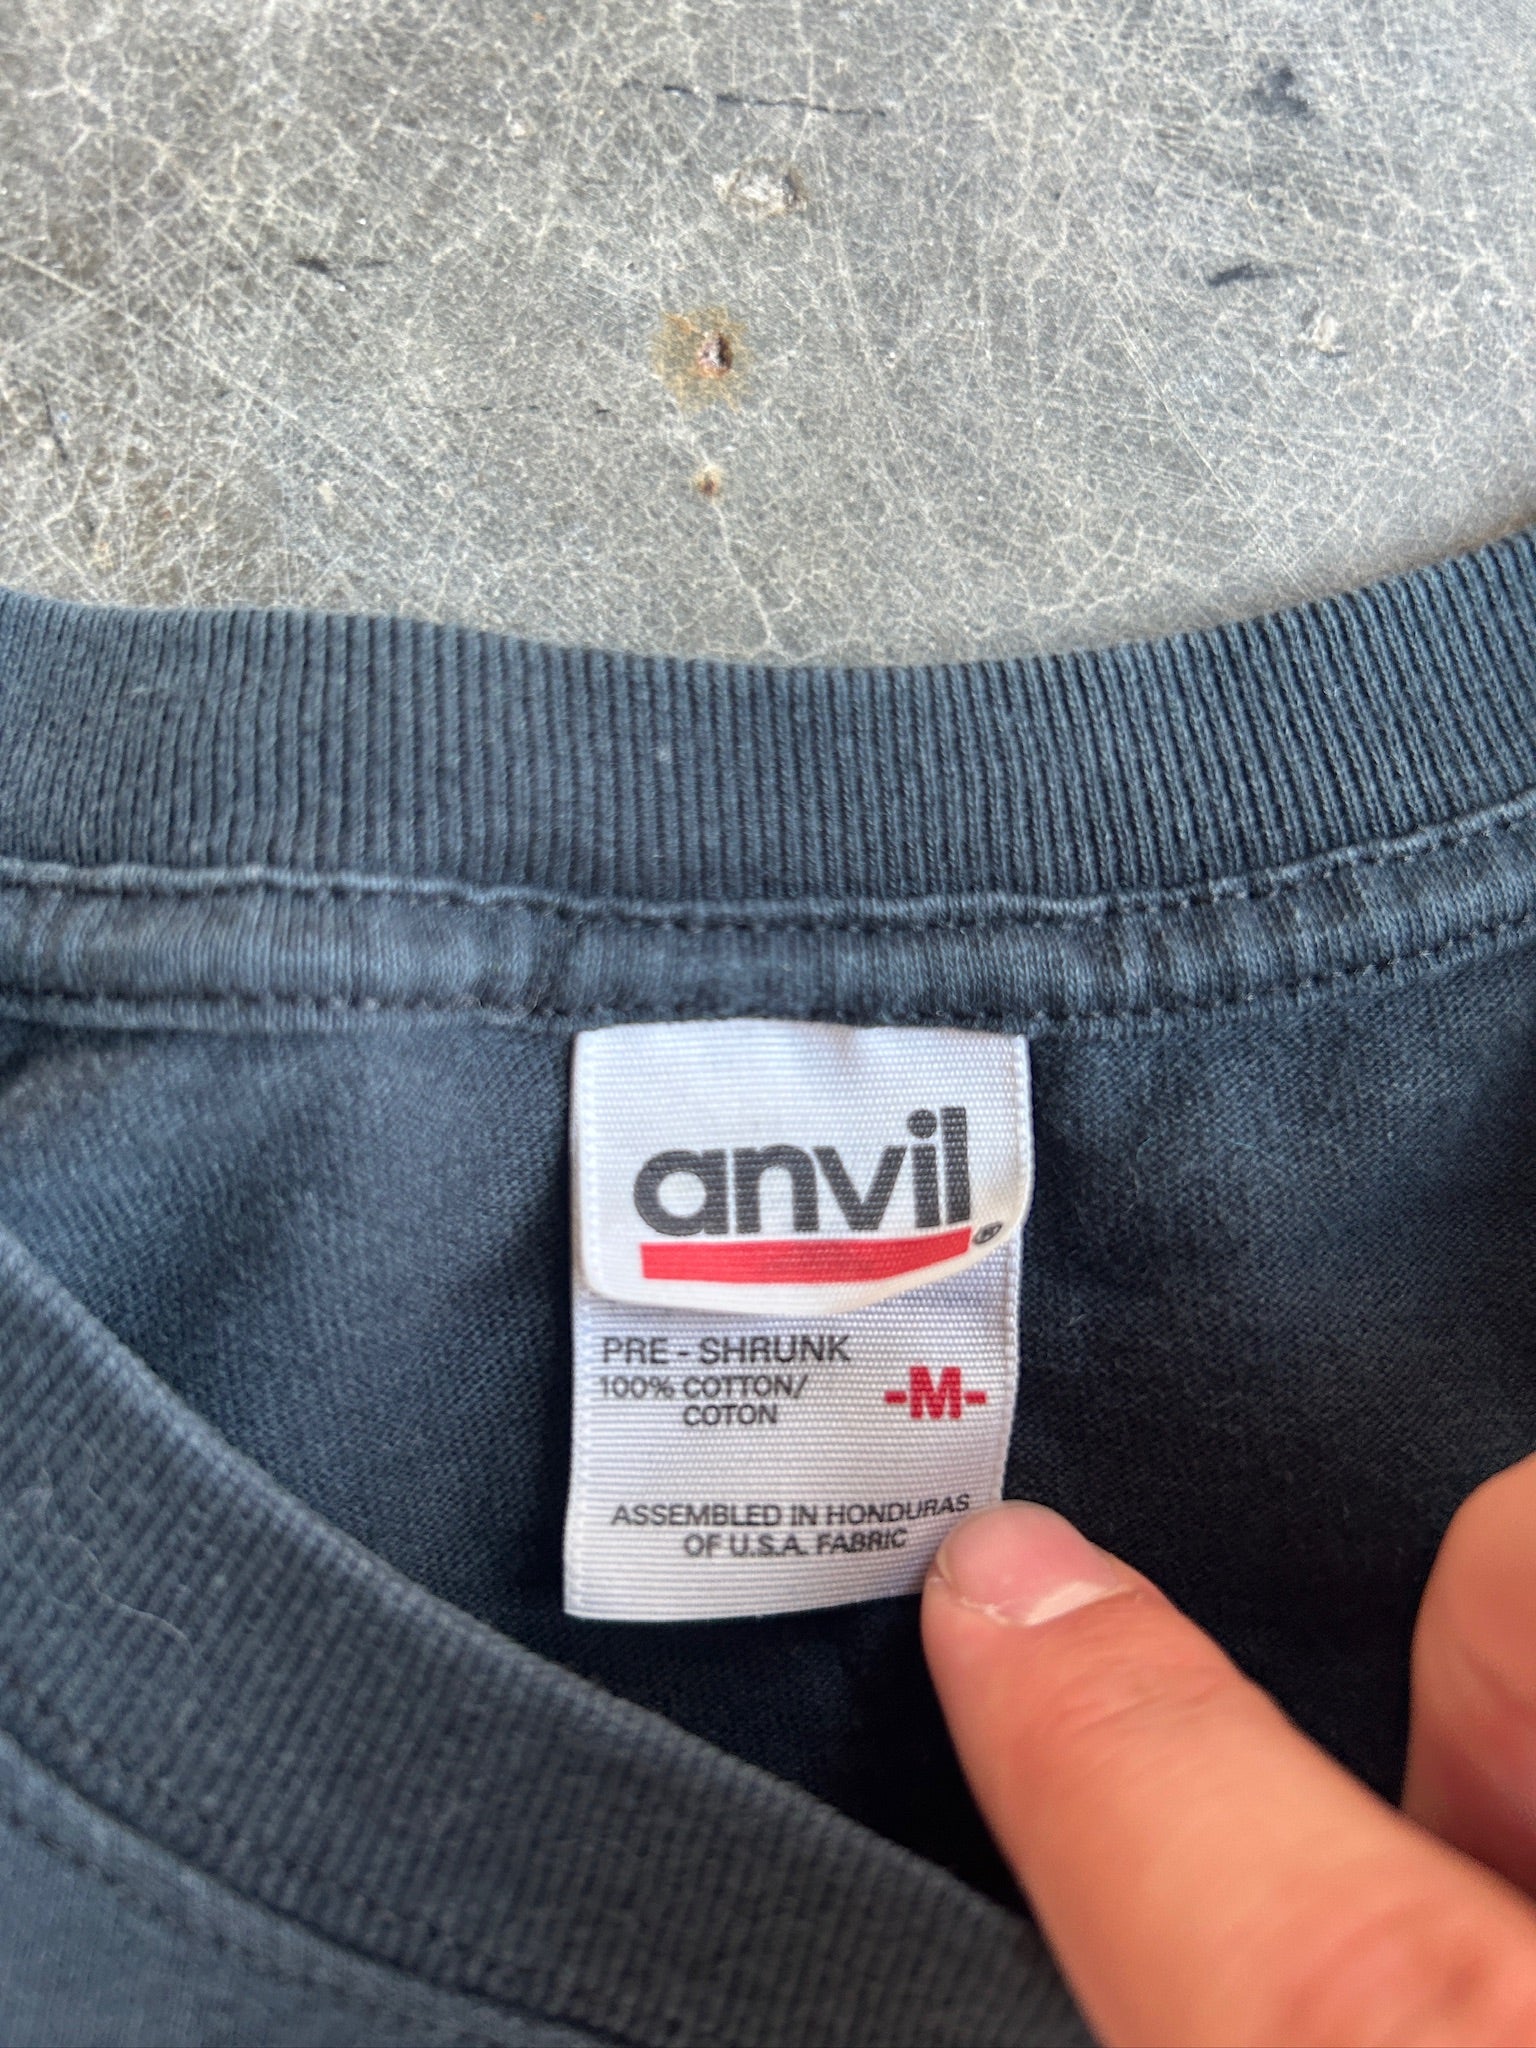 anvil®
PRE-SHRUNK
100% COTTON/
COTON
-M-
ASSEMBLED IN HONDURAS
OF U.S.A. FABRIC